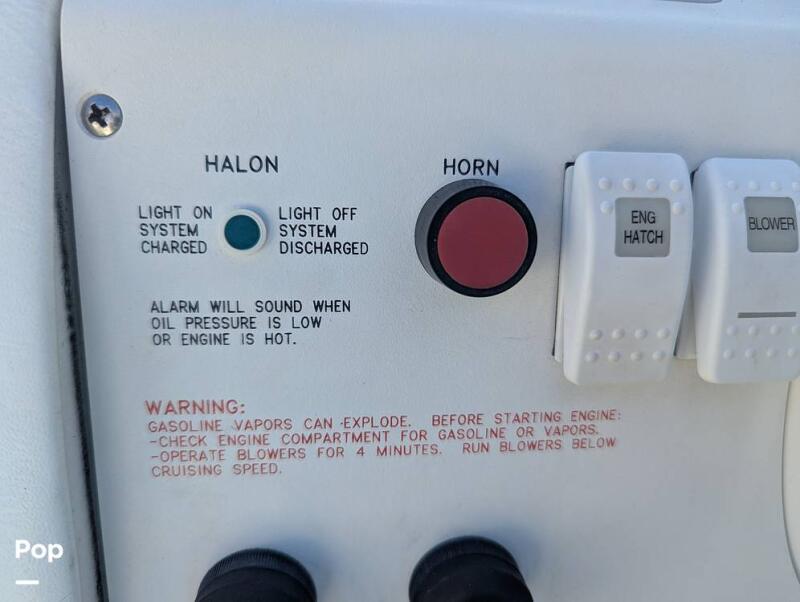 HALON
LIGHT ON
SYSTEM
CHARGED
LIGHT OFF
SYSTEM
DISCHARGED
HORN
ENG
HATCH
BLOWER
ALARM WILL SOUND WHEN
OIL PRESSURE IS LOW
OR ENGINE IS HOT.
WARNING:
GASOLINE VAPORS CAN EXPLODE. BEFORE STARTING ENGINE:
-CHECK ENGINE COMPARTMENT FOR GASOLINE OR VAPORS.
-OPERATE BLOWERS FOR 4 MINUTES. RUN BLOWERS BELOW
CRUISING SPEED.
Pop